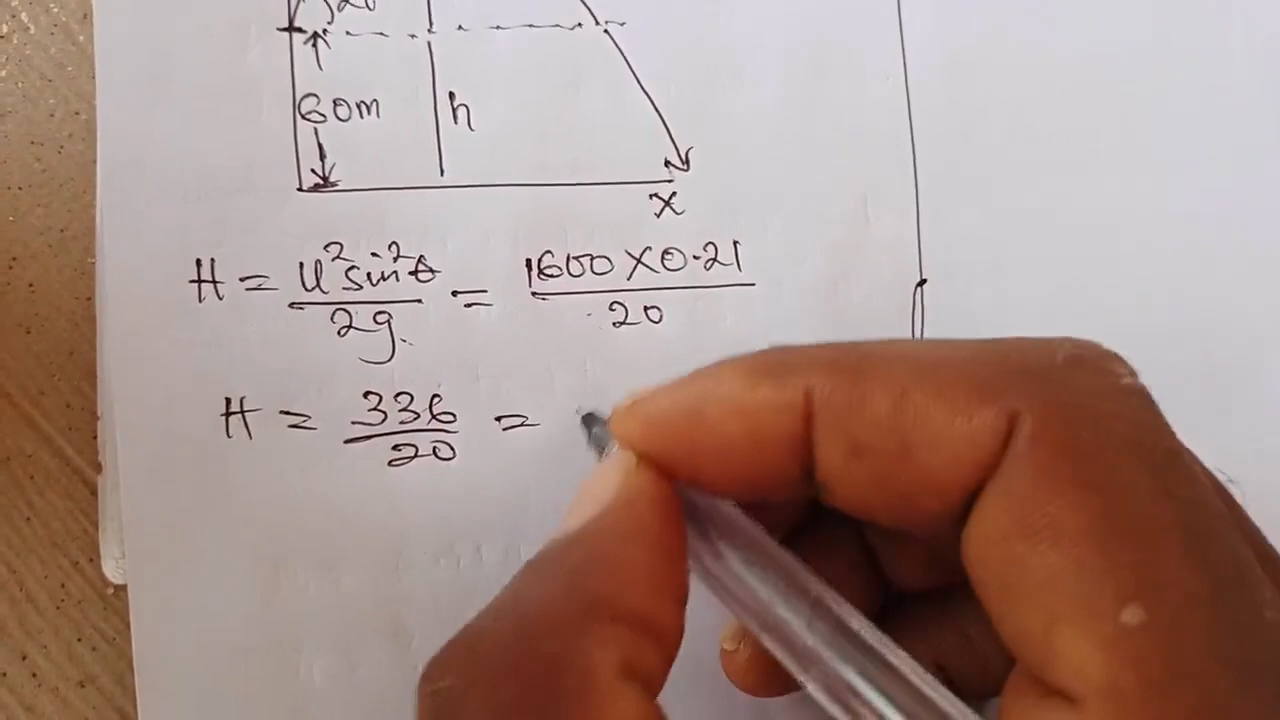 60m h
x
H = u²sin²θ / 2g = 1600 X 0.21 / 20
H = 336 / 20 =